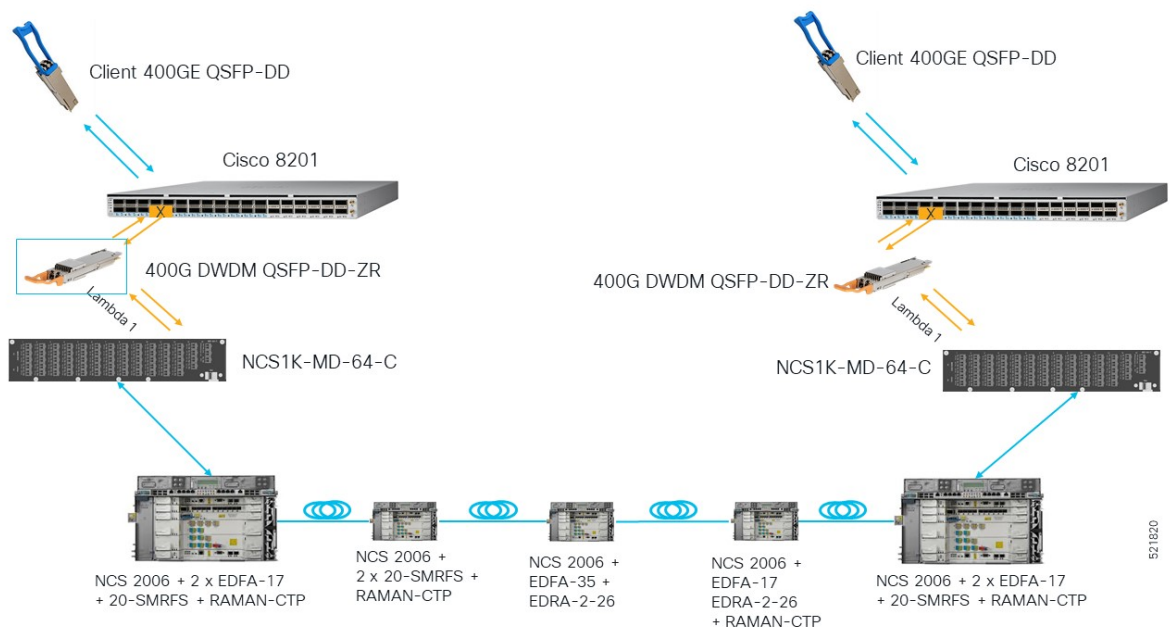 Client 400GE QSFP-DD
Client 400GE QSFP-DD
Cisco 8201
Cisco 8201
X
X
400G DWDM QSFP-DD-ZR
400G DWDM QSFP-DD-ZR
Lambda 1
Lambda 1
NCS1K-MD-64-C
NCS1K-MD-64-C
NCS 2006 + 2 x EDFA-17
+ 20-SMRFS + RAMAN-CTP
NCS 2006 +
2 x 20-SMRFS +
RAMAN-CTP
NCS 2006 +
EDFA-35 +
EDRA-2-26
NCS 2006 +
EDFA-17
EDRA-2-26
+ RAMAN-CTP
NCS 2006 + 2 x EDFA-17
+ 20-SMRFS + RAMAN-CTP
521820